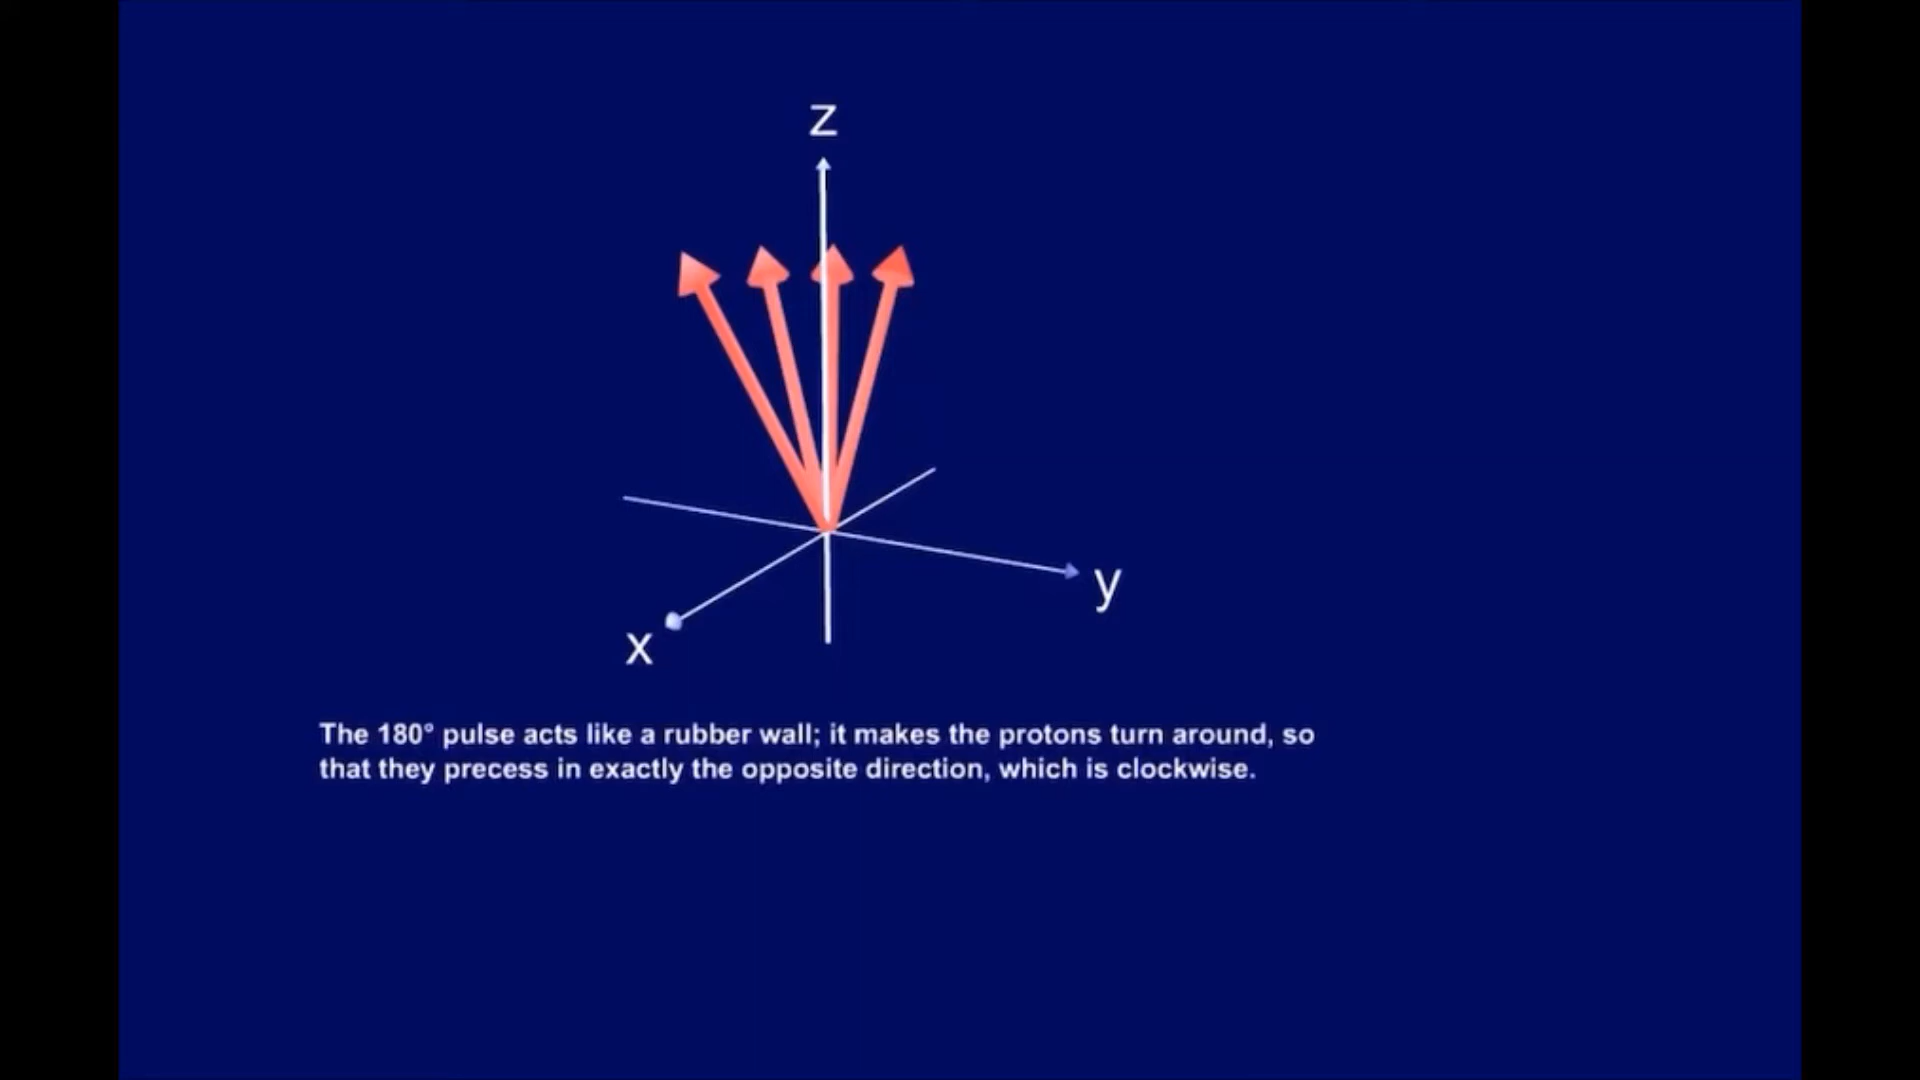 z
y
x
The 180° pulse acts like a rubber wall; it makes the protons turn around, so
that they precess in exactly the opposite direction, which is clockwise.